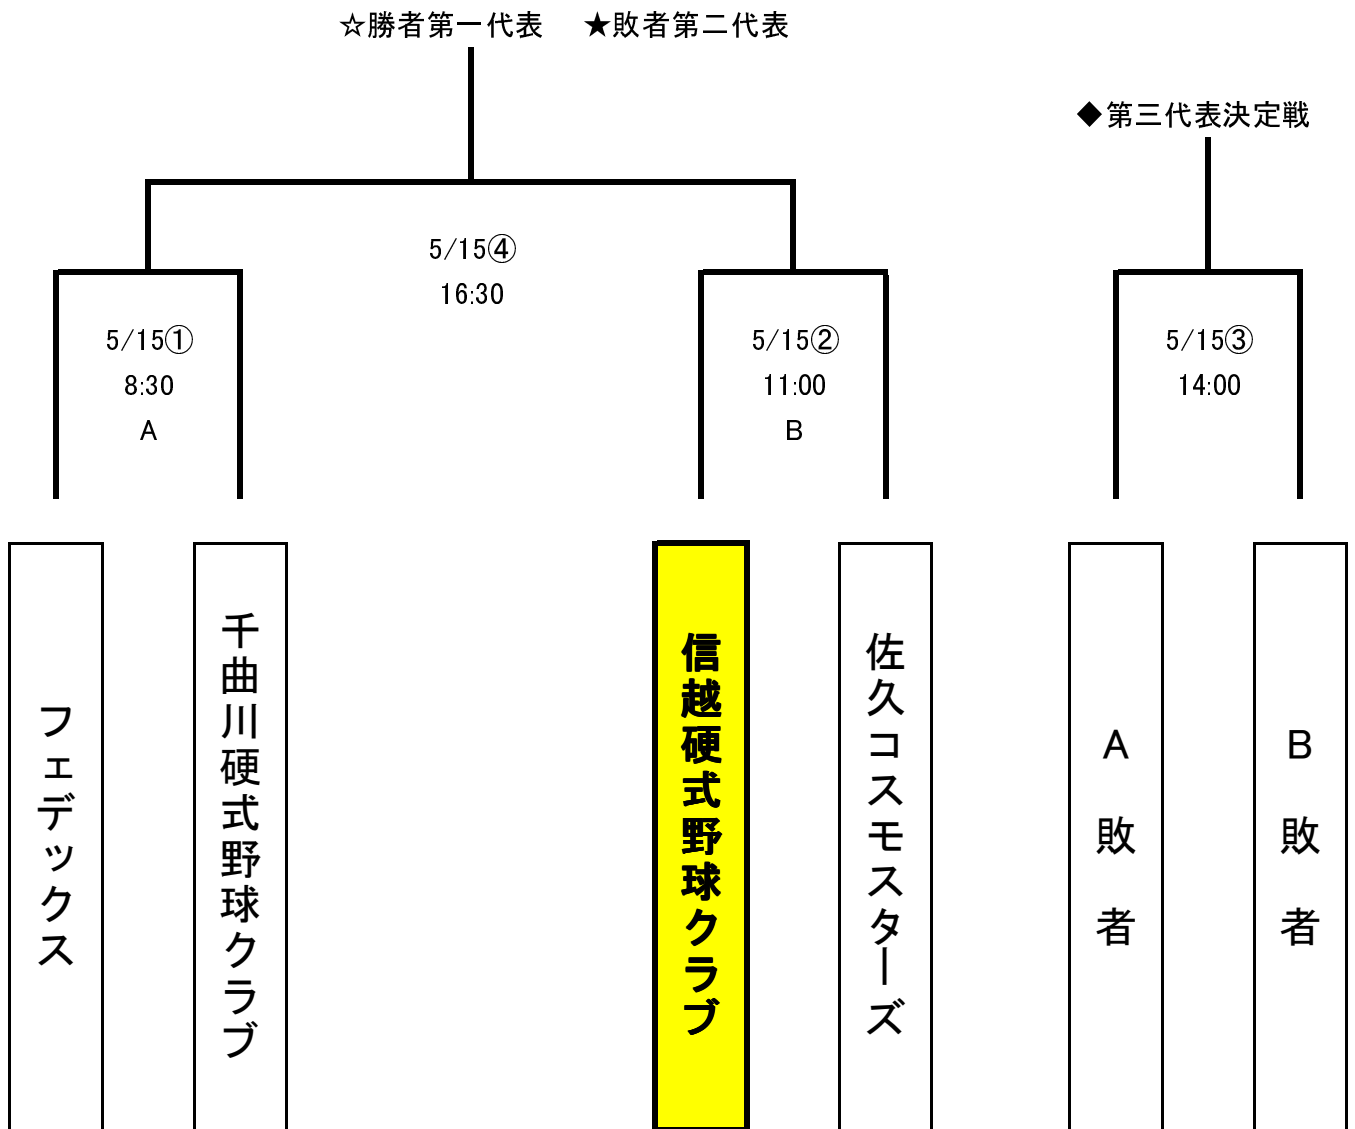 ☆勝者第一代表　★敗者第二代表
◆第三代表決定戦
5/15④
16:30
5/15①
8:30
A
5/15②
11:00
B
5/15③
14:00
フェデックス
千曲川硬式野球クラブ
信越硬式野球クラブ
佐久コスモスターズ
A敗者
B敗者